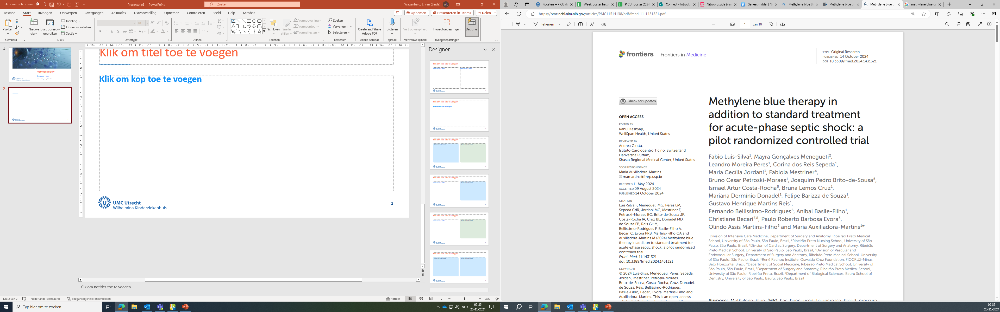 Automatisch opslaan
Presentatie1 - PowerPoint
Zoeken
Wagenberg, L. van (Linda)
WL
Bestand
Start
Invoegen
Ontwerpen
Overgangen
Animaties
Diavoorstelling
Opnemen
Controleren
Beeld
Help
Acrobat
Opnemen
Presenteren in Teams
Delen
Plakken
Klembord
Nieuwe dia
Dia's opnieuw gebruiken
Indeling
Opnieuw instellen
Sectie
Dia's
18
Lettertype
Alinea
Schikken
Snelle stijlen
Vormopvulling
Vormcontour
Vormeffecten
Tekenen
Zoeken
Vervangen
Selecteren
Bewerken
Create and Share Adobe PDF
Adobe Acrobat
Dicteren
Spraak
Vertrouwelijkheid
Vertrouwelijkheid
Invoegtoepassingen
Invoegtoepassingen
Designer
1
Methyleen blauw
Journal club
2
Klik om titel toe te voegen
Klik om kop toe te voegen
UMC Utrecht
Wilhelmina Kinderziekenhuis
2
Designer
Klik om notities toe te voegen
Dia 2 van 2
Nederlands (standaard)
Toegankelijkheid: onderzoeken
Notities
98%
Typ hier om te zoeken
NLD
09:35
25-11-2024
Roosters – PICU d
Weekrooster besp
PICU rooster 2024
Connect - Introdu
Nitroprusside (ver
Geneesmiddel | N
Methylene blue th
Methylene blue th
Methylene blue th
methylene blue ca
https://pmc.ncbi.nlm.nih.gov/articles/PMC11514138/pdf/fmed-11-1431321.pdf
Tekenen
1
van 10
frontiers | Frontiers in Medicine
TYPE Original Research
PUBLISHED 14 October 2024
DOI 10.3389/fmed.2024.1431321
Check for updates
OPEN ACCESS
EDITED BY
Rahul Kashyap,
WellSpan Health, United States
REVIEWED BY
Andrea Glotta,
Istituto Cardiocentro Ticino, Switzerland
Harivarsha Puttam,
Shasta Regional Medical Center, United States
*CORRESPONDENCE
Maria Auxiliadora-Martins
mamartins@fmrp.usp.br
RECEIVED 11 May 2024
ACCEPTED 09 August 2024
PUBLISHED 14 October 2024
CITATION
Luis-Silva F, Menegueti MG, Peres LM,
Sepeda CdR, Jordani MC, Mestriner F,
Petroski-Moraes BC, Brito-de-Sousa JP,
Costa-Rocha IA, Cruz BL, Donadel MD,
de Souza FB, Reis GHM,
Bellissimo-Rodrigues F, Basile-Filho A,
Becari C, Evora PRB, Martins-Filho OA and
Auxiliadora-Martins M (2024) Methylene blue
therapy in addition to standard treatment for
acute-phase septic shock: a pilot randomized
controlled trial.
Front. Med. 11:1431321.
doi: 10.3389/fmed.2024.1431321
COPYRIGHT
© 2024 Luis-Silva, Menegueti, Peres, Sepeda,
Jordani, Mestriner, Petroski-Moraes,
Brito-de-Sousa, Costa-Rocha, Cruz, Donadel,
de Souza, Reis, Bellissimo-Rodrigues,
Basile-Filho, Becari, Evora, Martins-Filho and
Auxiliadora-Martins. This is an open-access
Methylene blue therapy in
addition to standard treatment
for acute-phase septic shock: a
pilot randomized controlled trial
Fabio Luis-Silva1, Mayra Gonçalves Menegueti2,
Leandro Moreira Peres1, Corina dos Reis Sepeda1,
Maria Cecília Jordani3, Fabiola Mestriner4,
Bruno Cesar Petroski-Moraes1, Joaquim Pedro Brito-de-Sousa5,
Ismael Artur Costa-Rocha5, Bruna Lemos Cruz1,
Mariana Dermínio Donadel1, Felipe Barizza de Souza1,
Gustavo Henrique Martins Reis1,
Fernando Bellissimo-Rodrigues6, Anibal Basile-Filho1,
Christiane Becari7,8, Paulo Roberto Barbosa Evora3,
Olindo Assis Martins-Filho5 and Maria Auxiliadora-Martins1*
1Division of Intensive Care Medicine, Department of Surgery and Anatomy, Ribeirão Preto Medical
School, University of São Paulo, São Paulo, Brazil, 2Ribeirão Preto Nursing School, University of São
Paulo, São Paulo, Brazil, 3Division of Cardiac Surgery, Department of Surgery and Anatomy, Ribeirão
Preto Medical School, University of São Paulo, São Paulo, Brazil, 4Division of Vascular and
Endovascular Surgery, Department of Surgery and Anatomy, Ribeirão Preto Medical School, University
of São Paulo, São Paulo, Brazil, 5René Rachou Institute, Oswaldo Cruz Foundation, FIOCRUZ-Minas,
Belo Horizonte, Brazil, 6Department of Social Medicine, Ribeirão Preto Medical School, University of
São Paulo, São Paulo, Brazil, 7Department of Surgery and Anatomy, Ribeirão Preto Medical School,
University of São Paulo, Ribeirão Preto, Brazil, 8Department of Biological Sciences, Bauru School of
Dentistry, University of São Paulo, Bauru, São Paulo, Brazil
Purpose: Methylene blue (MB) has been used to increase blood pressure
09:35
25-11-2024